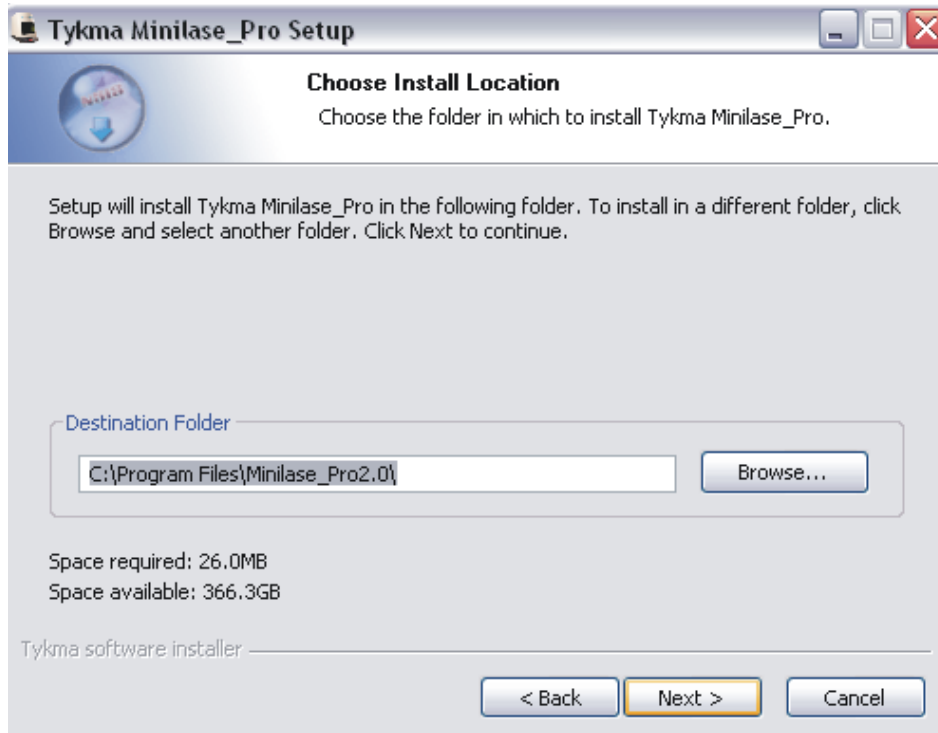 Tykma Minilase_Pro Setup
Choose Install Location
Choose the folder in which to install Tykma Minilase_Pro.
Setup will install Tykma Minilase_Pro in the following folder. To install in a different folder, click
Browse and select another folder. Click Next to continue.
Destination Folder
C:\Program Files\Minilase_Pro2.0\
Browse...
Space required: 26.0MB
Space available: 366.3GB
Tykma software installer
< Back
Next >
Cancel